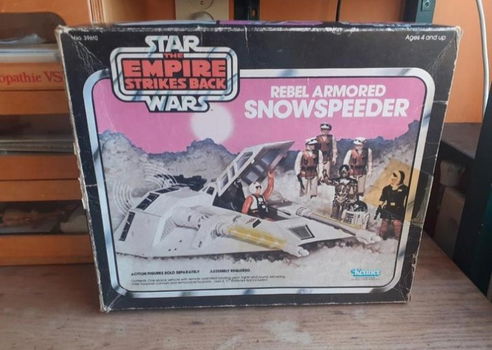 No. 39610
Ages 4 and up
STAR
THE
EMPIRE
STRIKES BACK
WARS
REBEL ARMORED
SNOWSPEEDER
opathic VS
ACTION FIGURES SOLD SEPARATELY
ASSEMBLY REQUIRED
Kenner